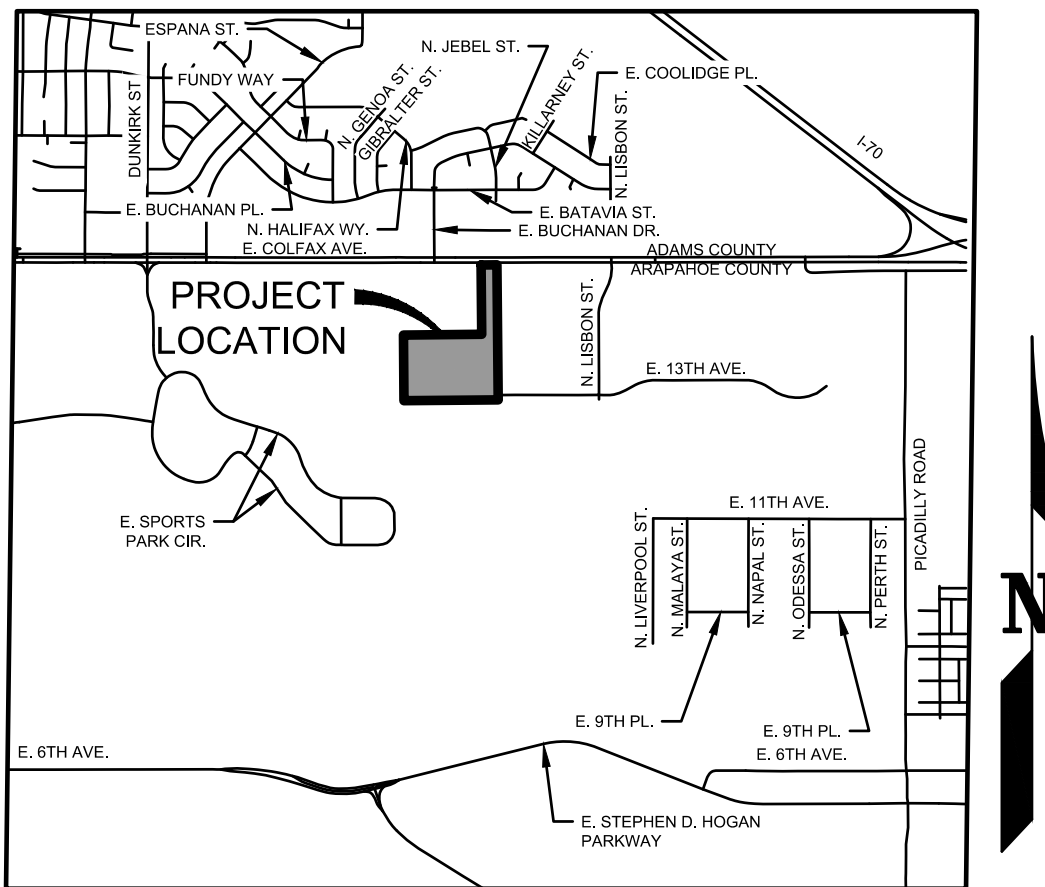 ESPANA ST.
N. JEBEL ST.
FUNDY WAY
E. COOLIDGE PL.
DUNKIRK ST
N. GENOA ST.
GIBRALTER ST.
KILLARNEY ST.
N. LISBON ST.
I-70
E. BUCHANAN PL.
E. BATAVIA ST.
N. HALIFAX WY.
E. BUCHANAN DR.
E. COLFAX AVE.
ADAMS COUNTY
ARAPAHOE COUNTY
PROJECT
LOCATION
N. LISBON ST.
E. 13TH AVE.
PICADILLY ROAD
E. SPORTS
PARK CIR.
E. 11TH AVE.
N. LIVERPOOL ST.
N. MALAYA ST.
N. NAPAL ST.
N. ODESSA ST.
N. PERTH ST.
N
E. 9TH PL.
E. 9TH PL.
E. 6TH AVE.
E. 6TH AVE.
E. STEPHEN D. HOGAN
PARKWAY